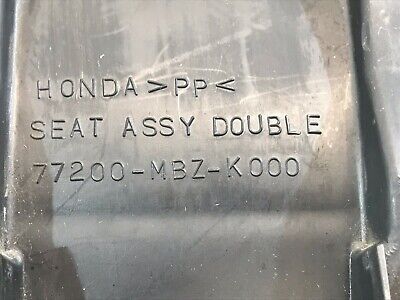 HONDA >PP<
SEAT ASSY DOUBLE
77200-MBZ-K000